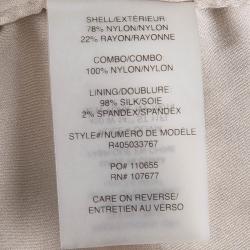 SHELL/EXTÉRIEUR
78% NYLON/NYLON
22% RAYON/RAYONNE
COMBO/COMBO
100% NYLON/NYLON
LINING/DOUBLURE
98% SILK/SOIE
2% SPANDEX/SPANDEX
STYLE#/NUMÉRO DE MODÈLE
R405033767
PO# 110655
RN# 107677
CARE ON REVERSE/
ENTRETIEN AU VERSO